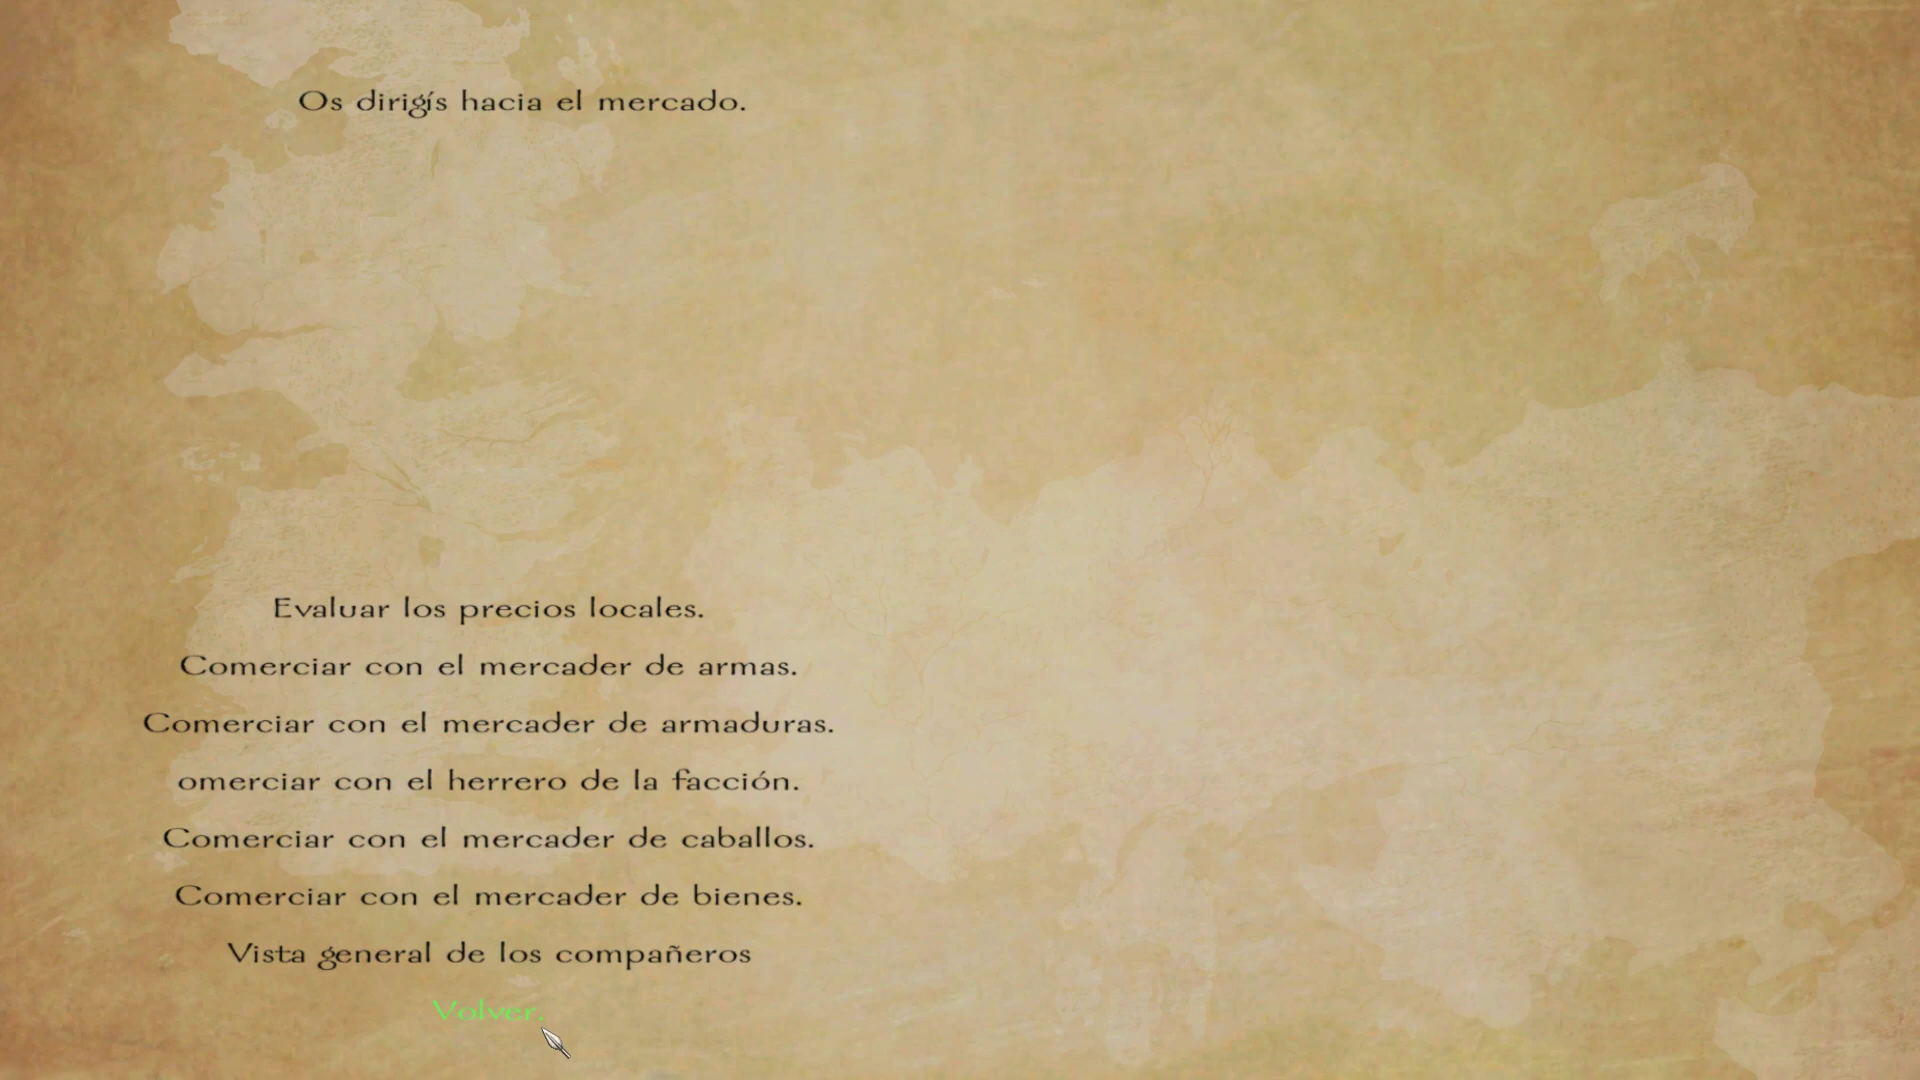 Os dirigís hacia el mercado.
Evaluar los precios locales.
Comerciar con el mercader de armas.
Comerciar con el mercader de armaduras.
omerciar con el herrero de la facción.
Comerciar con el mercader de caballos.
Comerciar con el mercader de bienes.
Vista general de los compañeros
Volver.